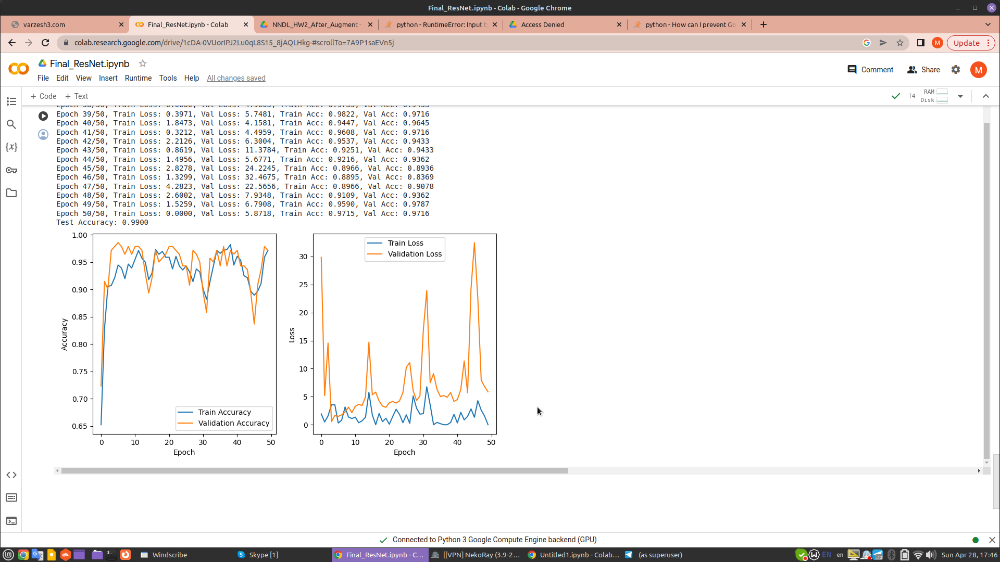 Final_ResNet.ipynb - Colab - Google Chrome
varzesh3.com
Final_ResNet.ipynb - Colab
NNDL_HW2_After_Augment -
python - RuntimeError: Input t
Access Denied
python - How can I prevent Go
colab.research.google.com/drive/1cDA-0VUorIPJ2Lu0qL8S15_8jAQLHkg-#scrollTo=7A9P1saEVn5j
M
Update
Final_ResNet.ipynb
Comment
Share
M
File Edit View Insert Runtime Tools Help All changes saved
+ Code + Text
T4
RAM
Disk
{x}
Epoch 39/50, Train Loss: 0.3971, Val Loss: 5.7481, Train Acc: 0.9822, Val Acc: 0.9716
Epoch 40/50, Train Loss: 1.8473, Val Loss: 4.1581, Train Acc: 0.9447, Val Acc: 0.9645
Epoch 41/50, Train Loss: 0.3212, Val Loss: 4.4959, Train Acc: 0.9608, Val Acc: 0.9716
Epoch 42/50, Train Loss: 2.2126, Val Loss: 6.3004, Train Acc: 0.9537, Val Acc: 0.9433
Epoch 43/50, Train Loss: 0.8619, Val Loss: 11.3784, Train Acc: 0.9251, Val Acc: 0.9433
Epoch 44/50, Train Loss: 1.4956, Val Loss: 5.6771, Train Acc: 0.9216, Val Acc: 0.9362
Epoch 45/50, Train Loss: 2.8278, Val Loss: 24.2245, Train Acc: 0.8966, Val Acc: 0.8936
Epoch 46/50, Train Loss: 1.3299, Val Loss: 32.4675, Train Acc: 0.8895, Val Acc: 0.8369
Epoch 47/50, Train Loss: 4.2823, Val Loss: 22.5656, Train Acc: 0.8966, Val Acc: 0.9078
Epoch 48/50, Train Loss: 2.6002, Val Loss: 7.9348, Train Acc: 0.9109, Val Acc: 0.9362
Epoch 49/50, Train Loss: 1.5259, Val Loss: 6.7908, Train Acc: 0.9590, Val Acc: 0.9787
Epoch 50/50, Train Loss: 0.0000, Val Loss: 5.8718, Train Acc: 0.9715, Val Acc: 0.9716
Test Accuracy: 0.9900
1.00
0.95
0.90
0.85
0.80
0.75
0.70
0.65
Accuracy
Train Accuracy
Validation Accuracy
0 10 20 30 40 50
Epoch
Train Loss
Validation Loss
30
25
20
15
10
5
0
Loss
0 10 20 30 40 50
Epoch
Connected to Python 3 Google Compute Engine backend (GPU)
Windscribe
Skype [1]
Final_ResNet.ipynb - C...
[[VPN] NekoRay (3.9-2...
Untitled1.ipynb - Colab...
(as superuser)
EN
en
Sun Apr 28, 17:46